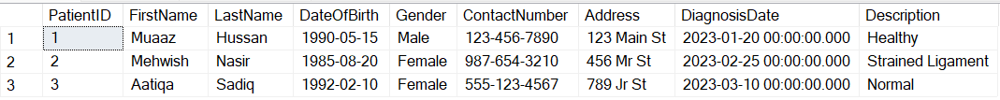 PatientID FirstName LastName DateOfBirth Gender ContactNumber Address DiagnosisDate Description
1 1 Muaaz Hussan 1990-05-15 Male 123-456-7890 123 Main St 2023-01-20 00:00:00.000 Healthy
2 2 Mehwish Nasir 1985-08-20 Female 987-654-3210 456 Mr St 2023-02-25 00:00:00.000 Strained Ligament
3 3 Aatiqa Sadiq 1992-02-10 Female 555-123-4567 789 Jr St 2023-03-10 00:00:00.000 Normal